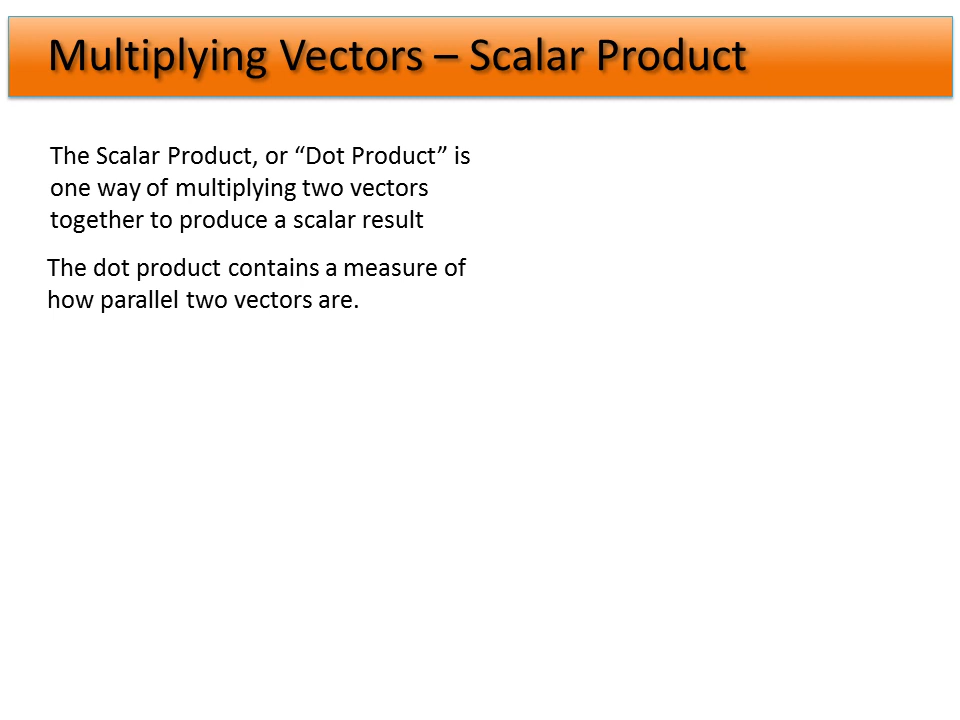 Multiplying Vectors – Scalar Product
The Scalar Product, or “Dot Product” is
one way of multiplying two vectors
together to produce a scalar result
The dot product contains a measure of
how parallel two vectors are.